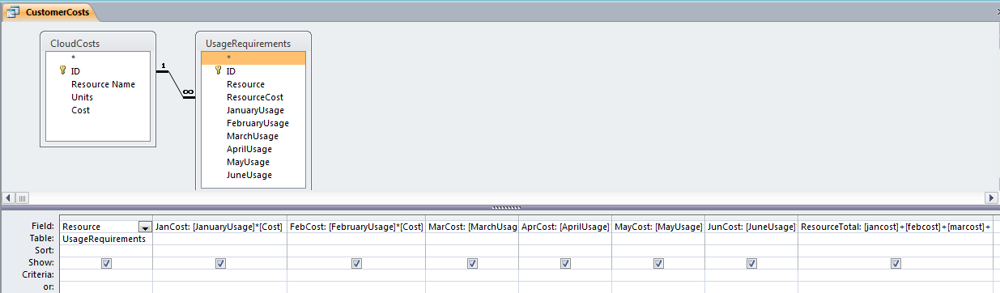 CustomerCosts
CloudCosts
*
ID
Resource Name
Units
Cost
1
∞
UsageRequirements
*
ID
Resource
ResourceCost
JanuaryUsage
FebruaryUsage
MarchUsage
AprilUsage
MayUsage
JuneUsage
Field: Resource JanCost: [JanuaryUsage]*[Cost] FebCost: [FebruaryUsage]*[Cost] MarCost: [MarchUsag AprCost: [AprilUsage] MayCost: [MayUsage] JunCost: [JuneUsage] ResourceTotal: [jancost]+[febcost]+[marcost]+
Table: UsageRequirements
Sort:
Show:
Criteria:
or: